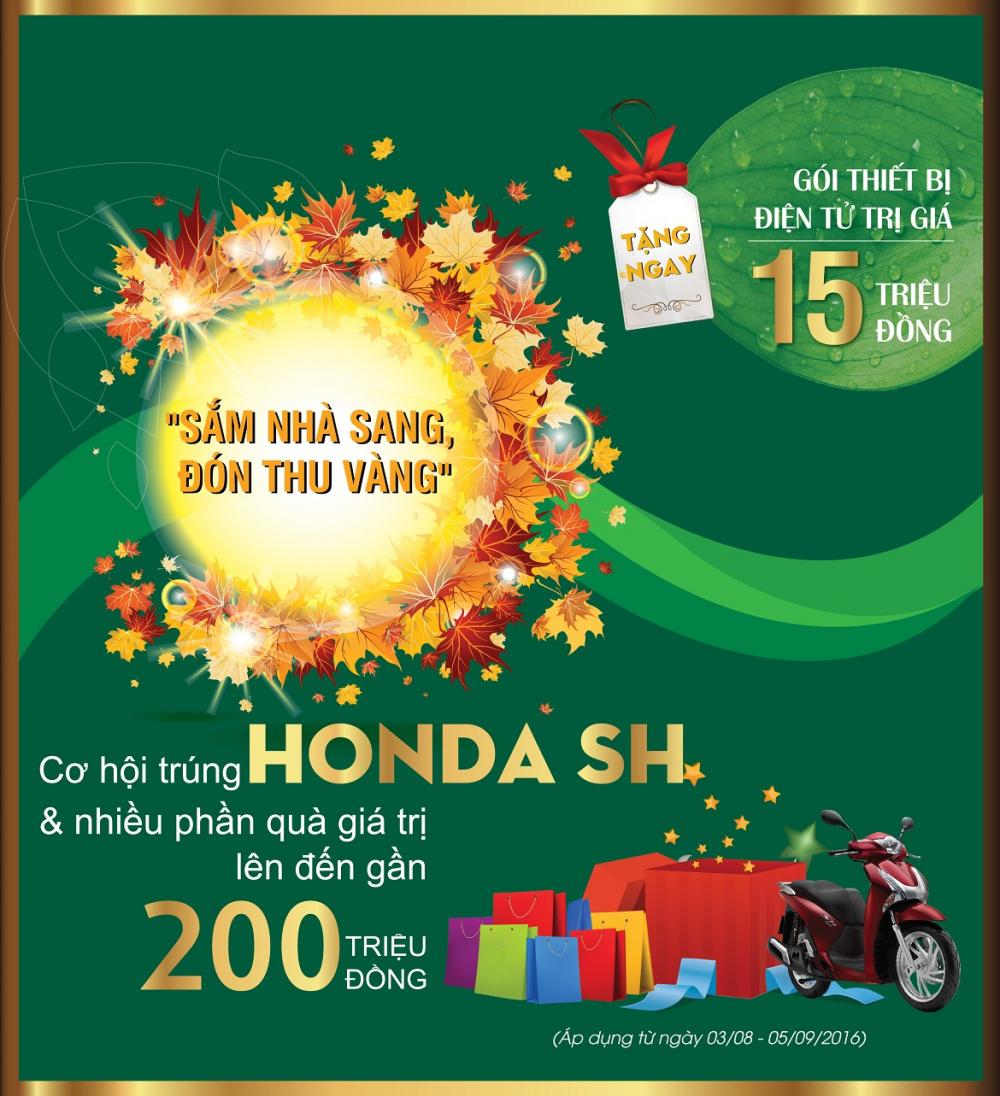 GÓI THIẾT BỊ
ĐIỆN TỬ TRỊ GIÁ
15 TRIỆU
ĐỒNG
TẶNG
NGAY
"SẮM NHÀ SANG,
ĐÓN THU VÀNG"
Cơ hội trúng HONDA SH
& nhiều phần quà giá trị
lên đến gần
200 TRIỆU
ĐỒNG
(Áp dụng từ ngày 03/08 - 05/09/2016)